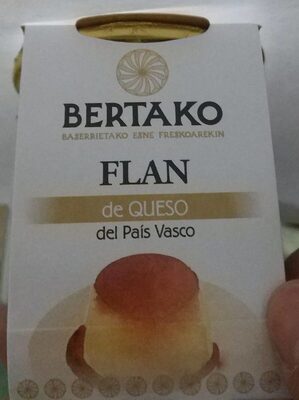 BERTAKO
BASERRIETAKO ESNE FRESKOAREKIN
FLAN
de QUESO
del País Vasco